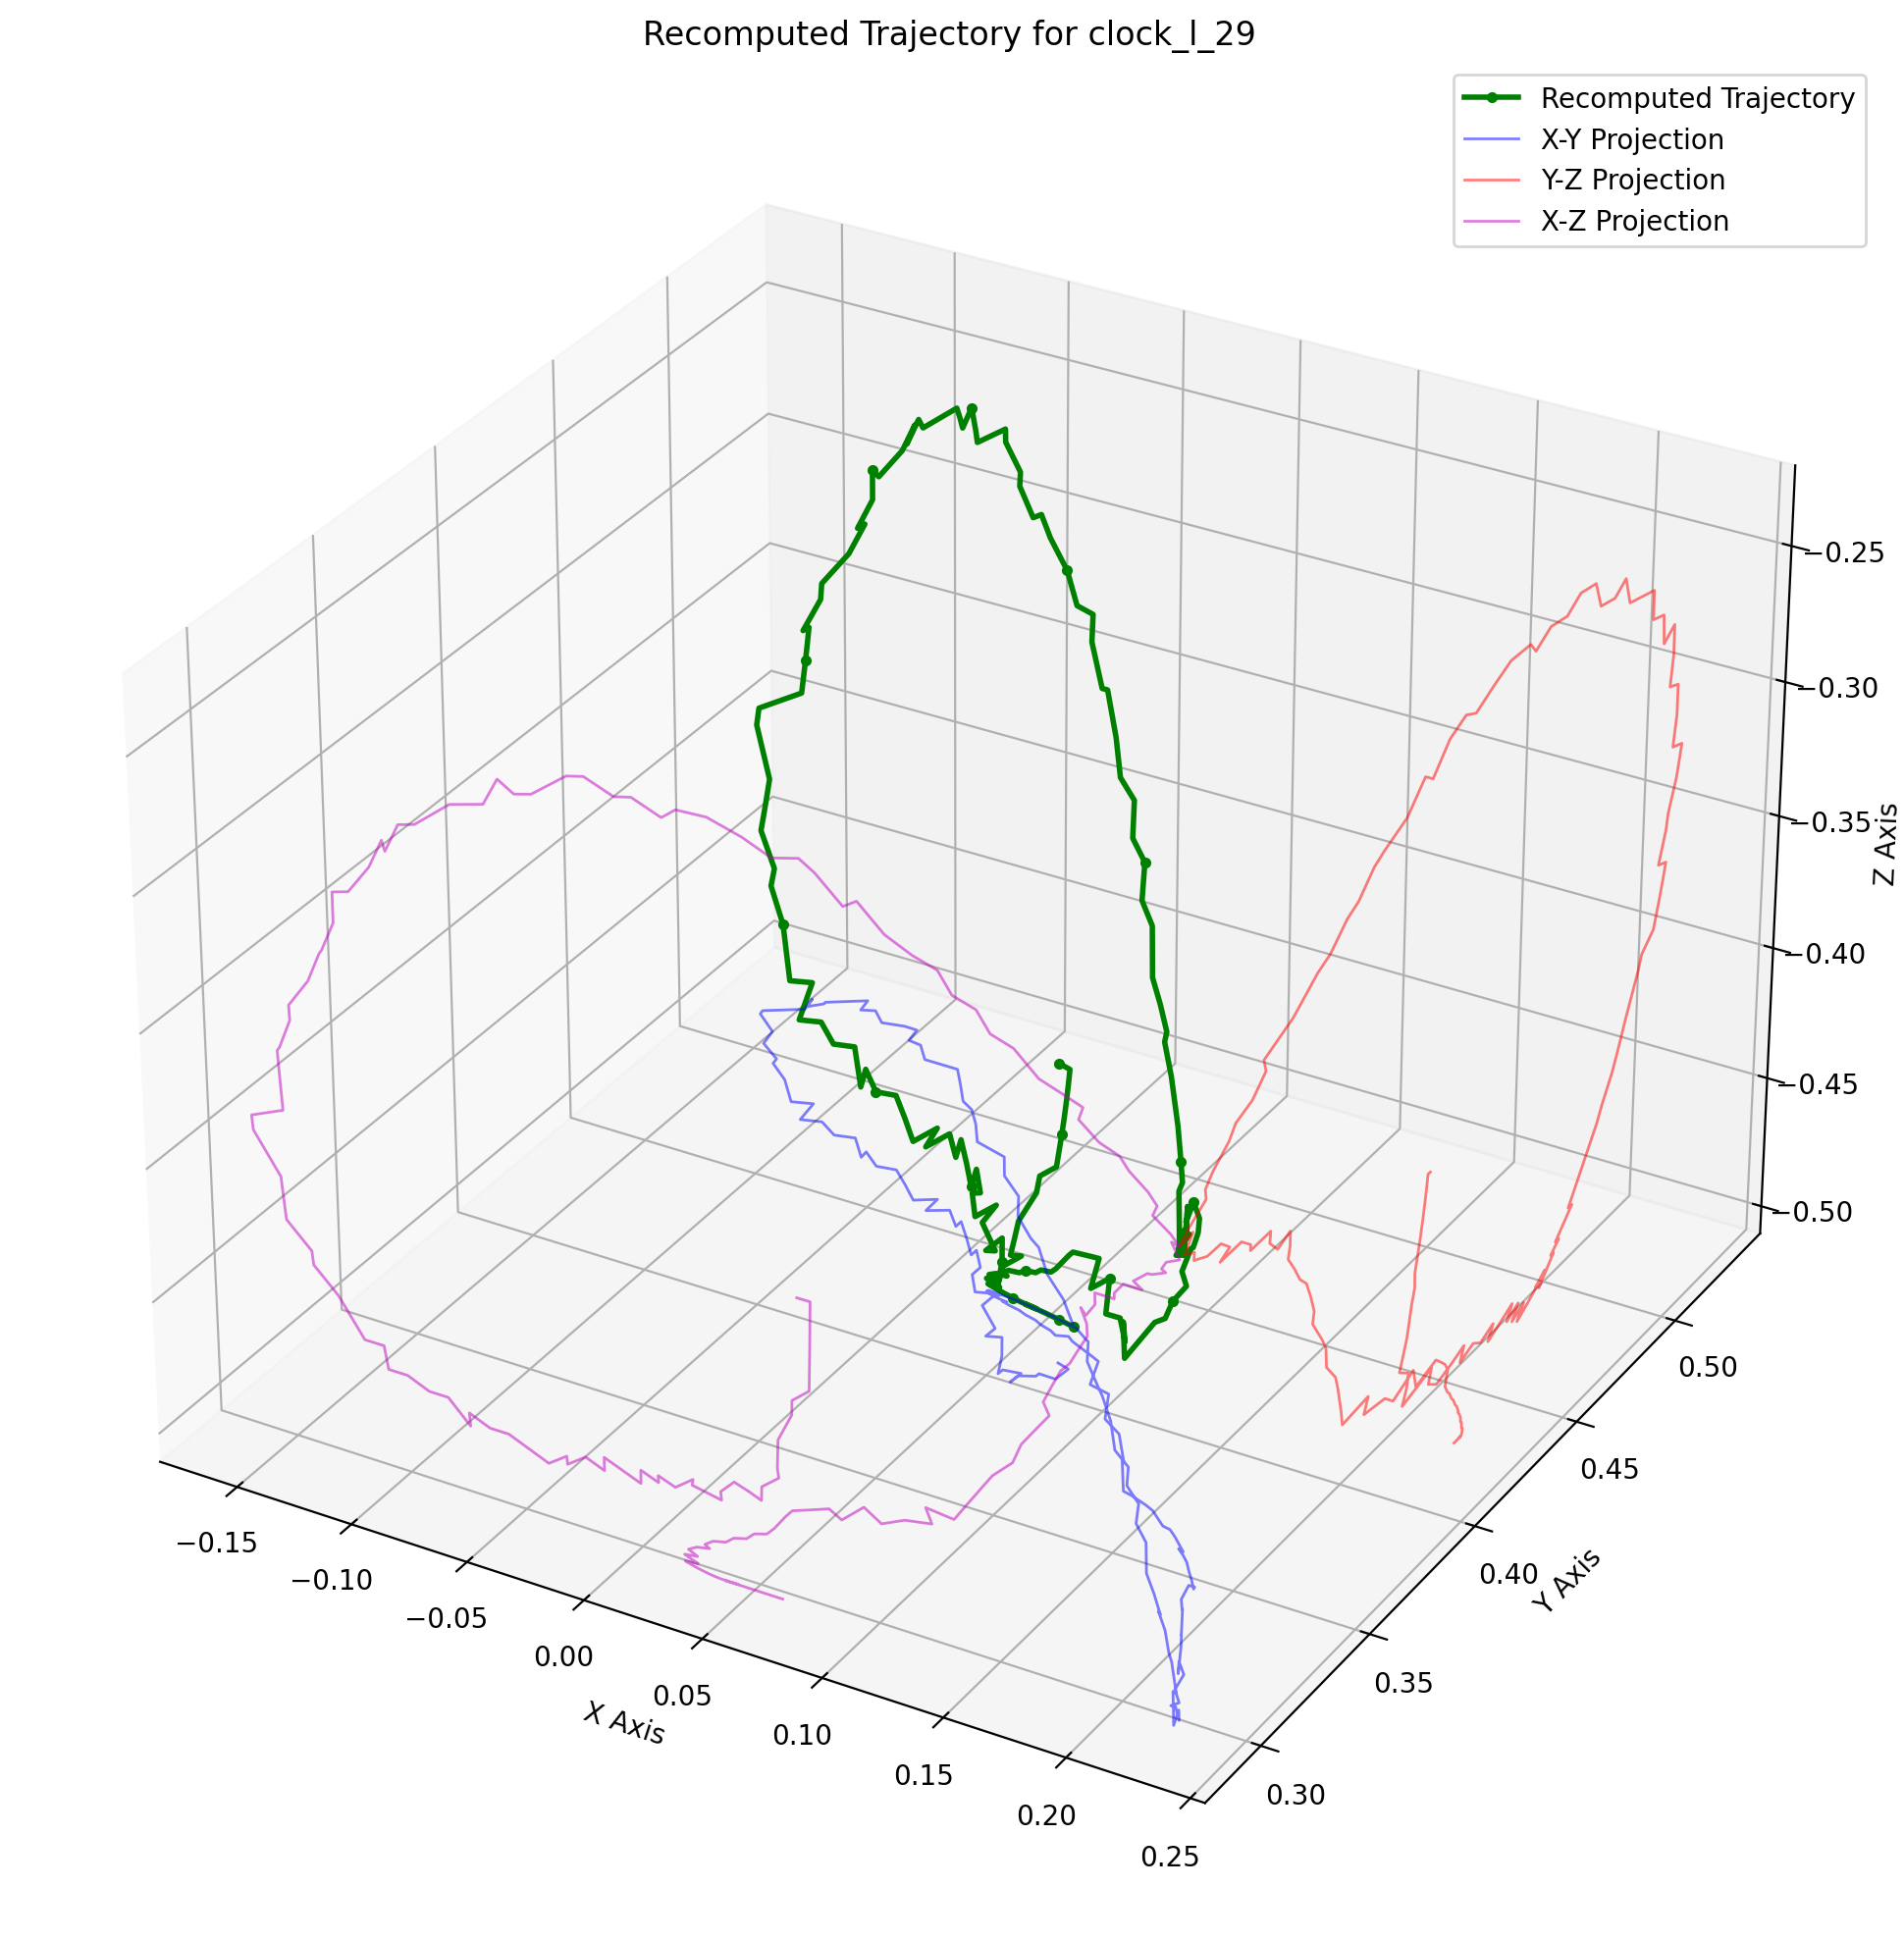 Recomputed Trajectory for clock_l_29
Recomputed Trajectory
X-Y Projection
Y-Z Projection
X-Z Projection
−0.25
−0.30
−0.35
−0.40
−0.45
−0.50
Z Axis
0.50
0.45
0.40
0.35
0.30
Y Axis
−0.15
−0.10
−0.05
0.00
0.05
0.10
0.15
0.20
0.25
X Axis